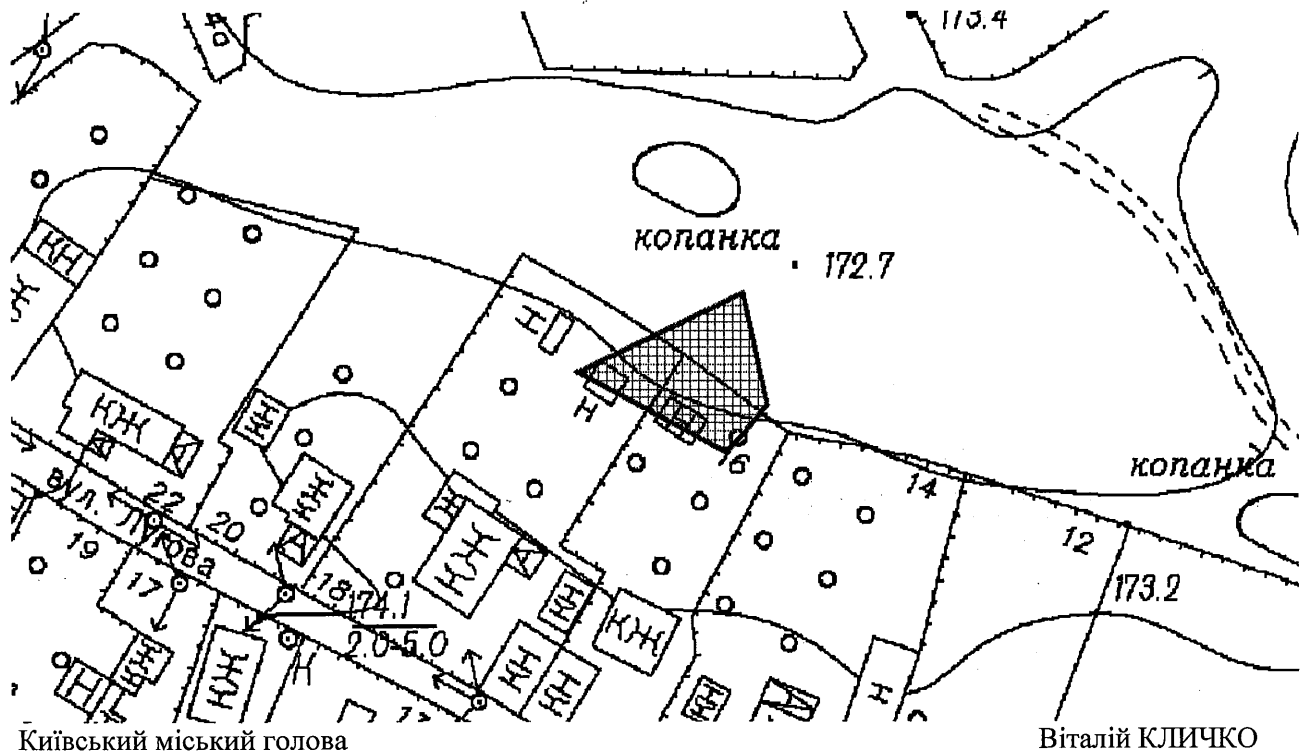 173.4
копанка
172.7
КН
Н
КЖ
КН
Н
Н
16
копанка
22
20
КЖ
Ж
КЖ
14
12
вул. Лугова
19
17
18
174.1
2.0-5.0
173.2
КН
КЖ
Н
КЖ
КЖ
Н
КН
КН
КН
Н
Київський міський голова
Віталій КЛИЧКО